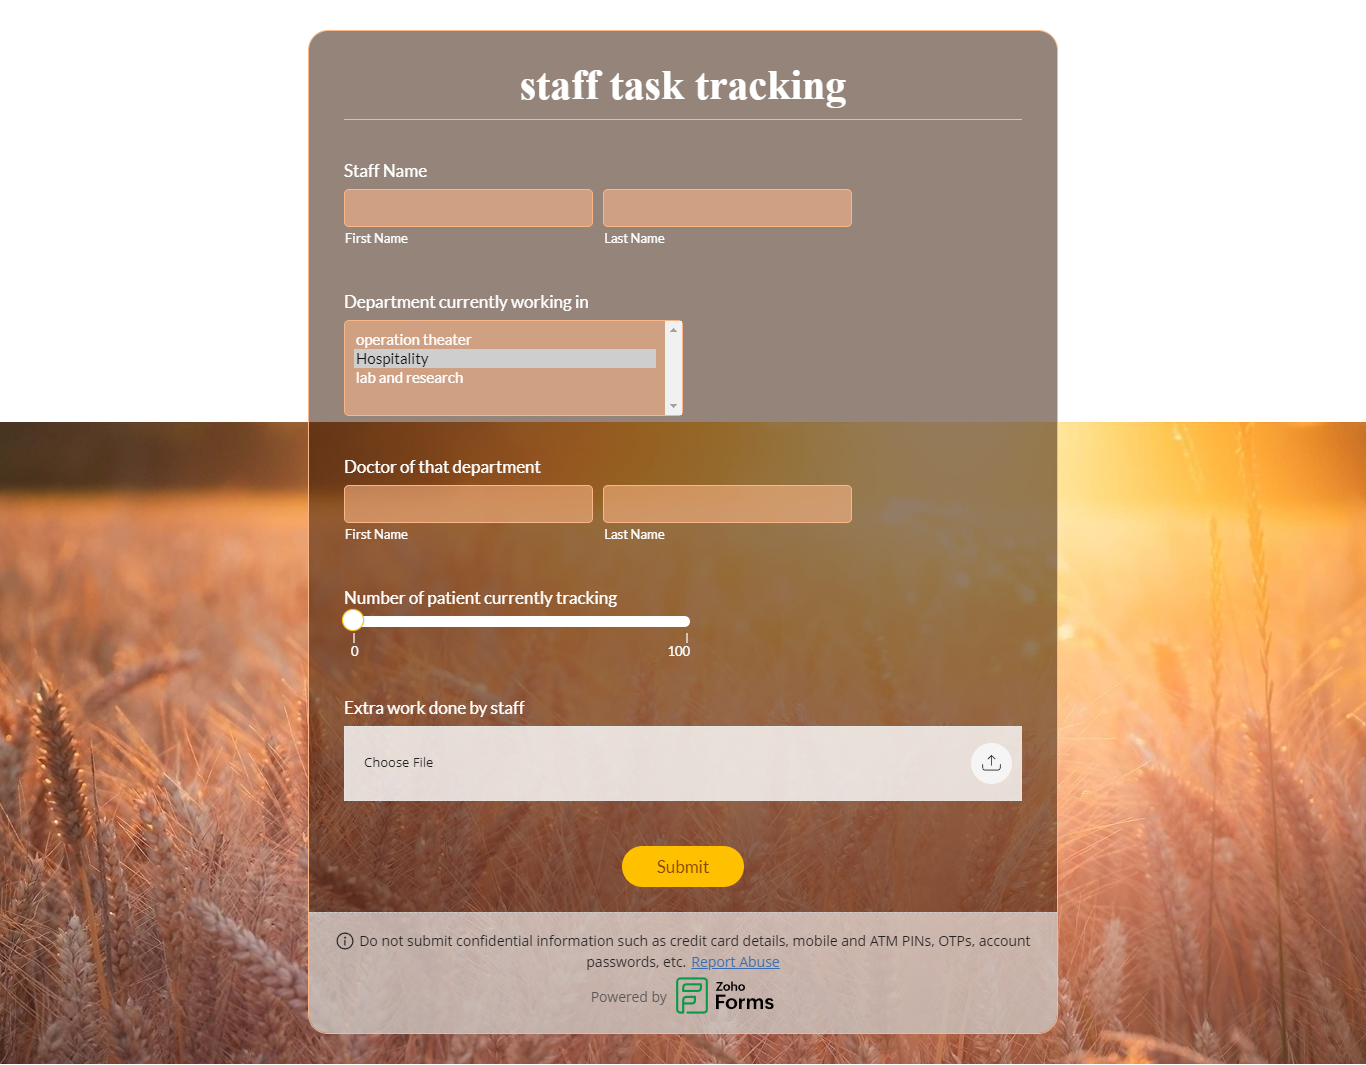 staff task tracking
Staff Name
First Name Last Name
Department currently working in
operation theater
Hospitality
lab and research
Doctor of that department
First Name Last Name
Number of patient currently tracking
0 100
Extra work done by staff
Choose File
Submit
Do not submit confidential information such as credit card details, mobile and ATM PINs, OTPs, account
passwords, etc. Report Abuse
Powered by Zoho Forms